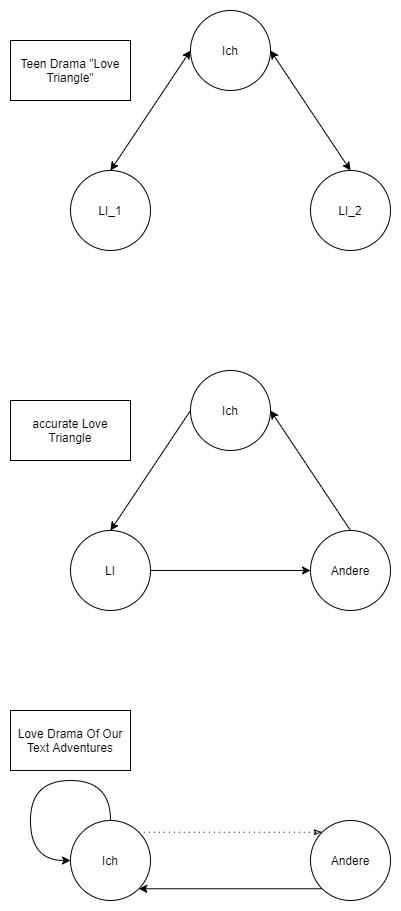 Ich
Teen Drama "Love
Triangle"
LI_1
LI_2
Ich
accurate Love
Triangle
LI
Andere
Love Drama Of Our
Text Adventures
Ich
Andere